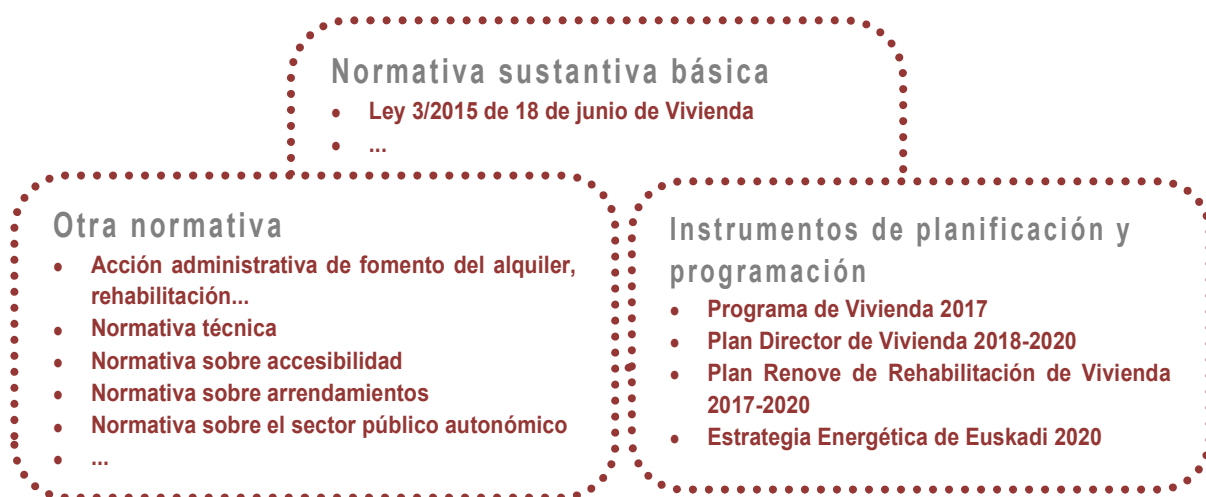 Normativa sustantiva básica
• Ley 3/2015 de 18 de junio de Vivienda
• ...
Otra normativa
• Acción administrativa de fomento del alquiler,
rehabilitación...
• Normativa técnica
• Normativa sobre accesibilidad
• Normativa sobre arrendamientos
• Normativa sobre el sector público autonómico
• ...
Instrumentos de planificación y
programación
• Programa de Vivienda 2017
• Plan Director de Vivienda 2018-2020
• Plan Renove de Rehabilitación de Vivienda
2017-2020
• Estrategia Energética de Euskadi 2020